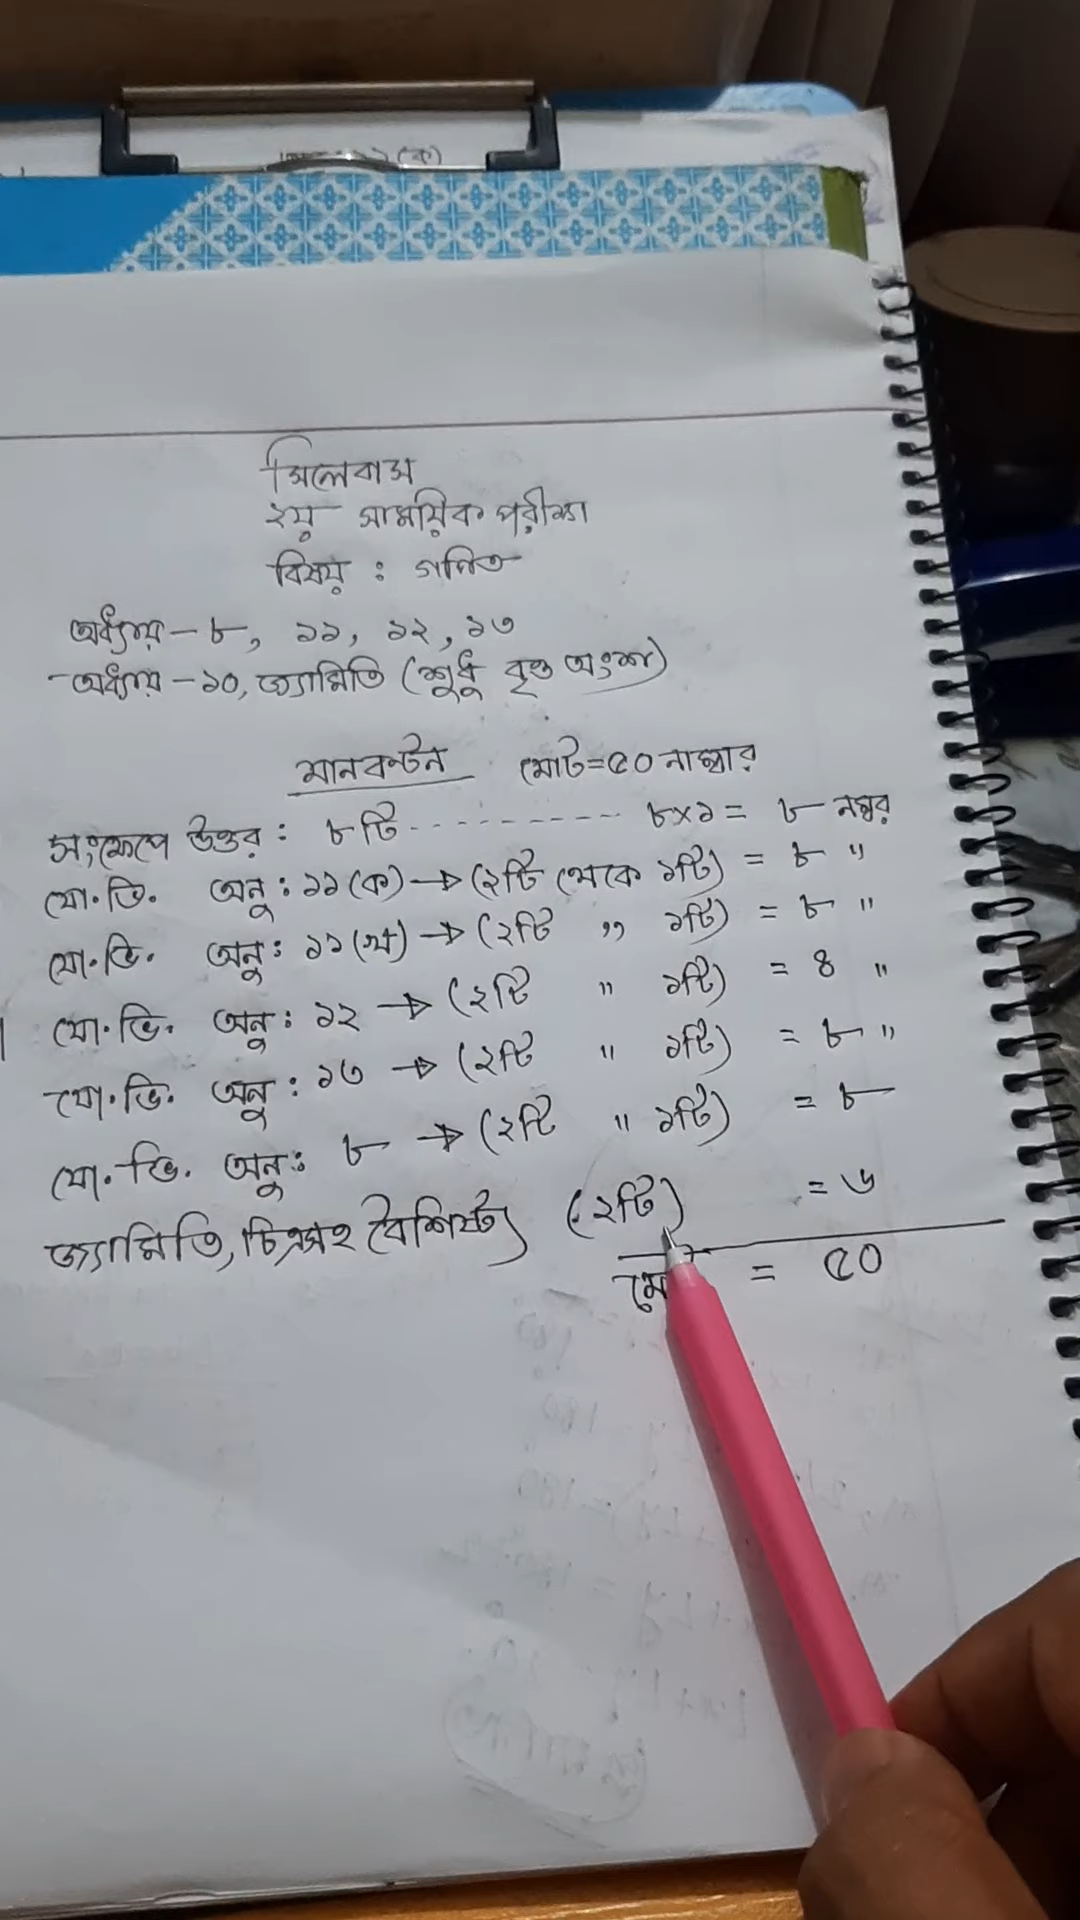 সিলেবাস
২য় সাময়িক পরীক্ষা
বিষয় : গনিত
অধ্যায় - ৮, ১১, ১২, ১৩
অধ্যায় - ১০, জ্যামিতি (শুধু বৃত্ত অংশ)
মানবন্টন মোট=৫০ নাম্বার
সংক্ষেপে উত্তর : ৮টি ---------- ৮×১ = ৮ নম্বর
যো.ভি. অনু : ১১(ক) → (২টি থেকে ১টি) = ৮ "
যো.ভি. অনু : ১১(খ) → (২টি " ১টি) = ৮ "
যো.ভি. অনু : ১২ → (২টি " ১টি) = ৪ "
যো.ভি. অনু : ১৩ → (২টি " ১টি) = ৮ "
যো.ভি. অনু : ৮ → (২টি " ১টি) = ৮
জ্যামিতি, চিত্রসহ বৈশিষ্ট্য (২টি) = ৬
= ৫০